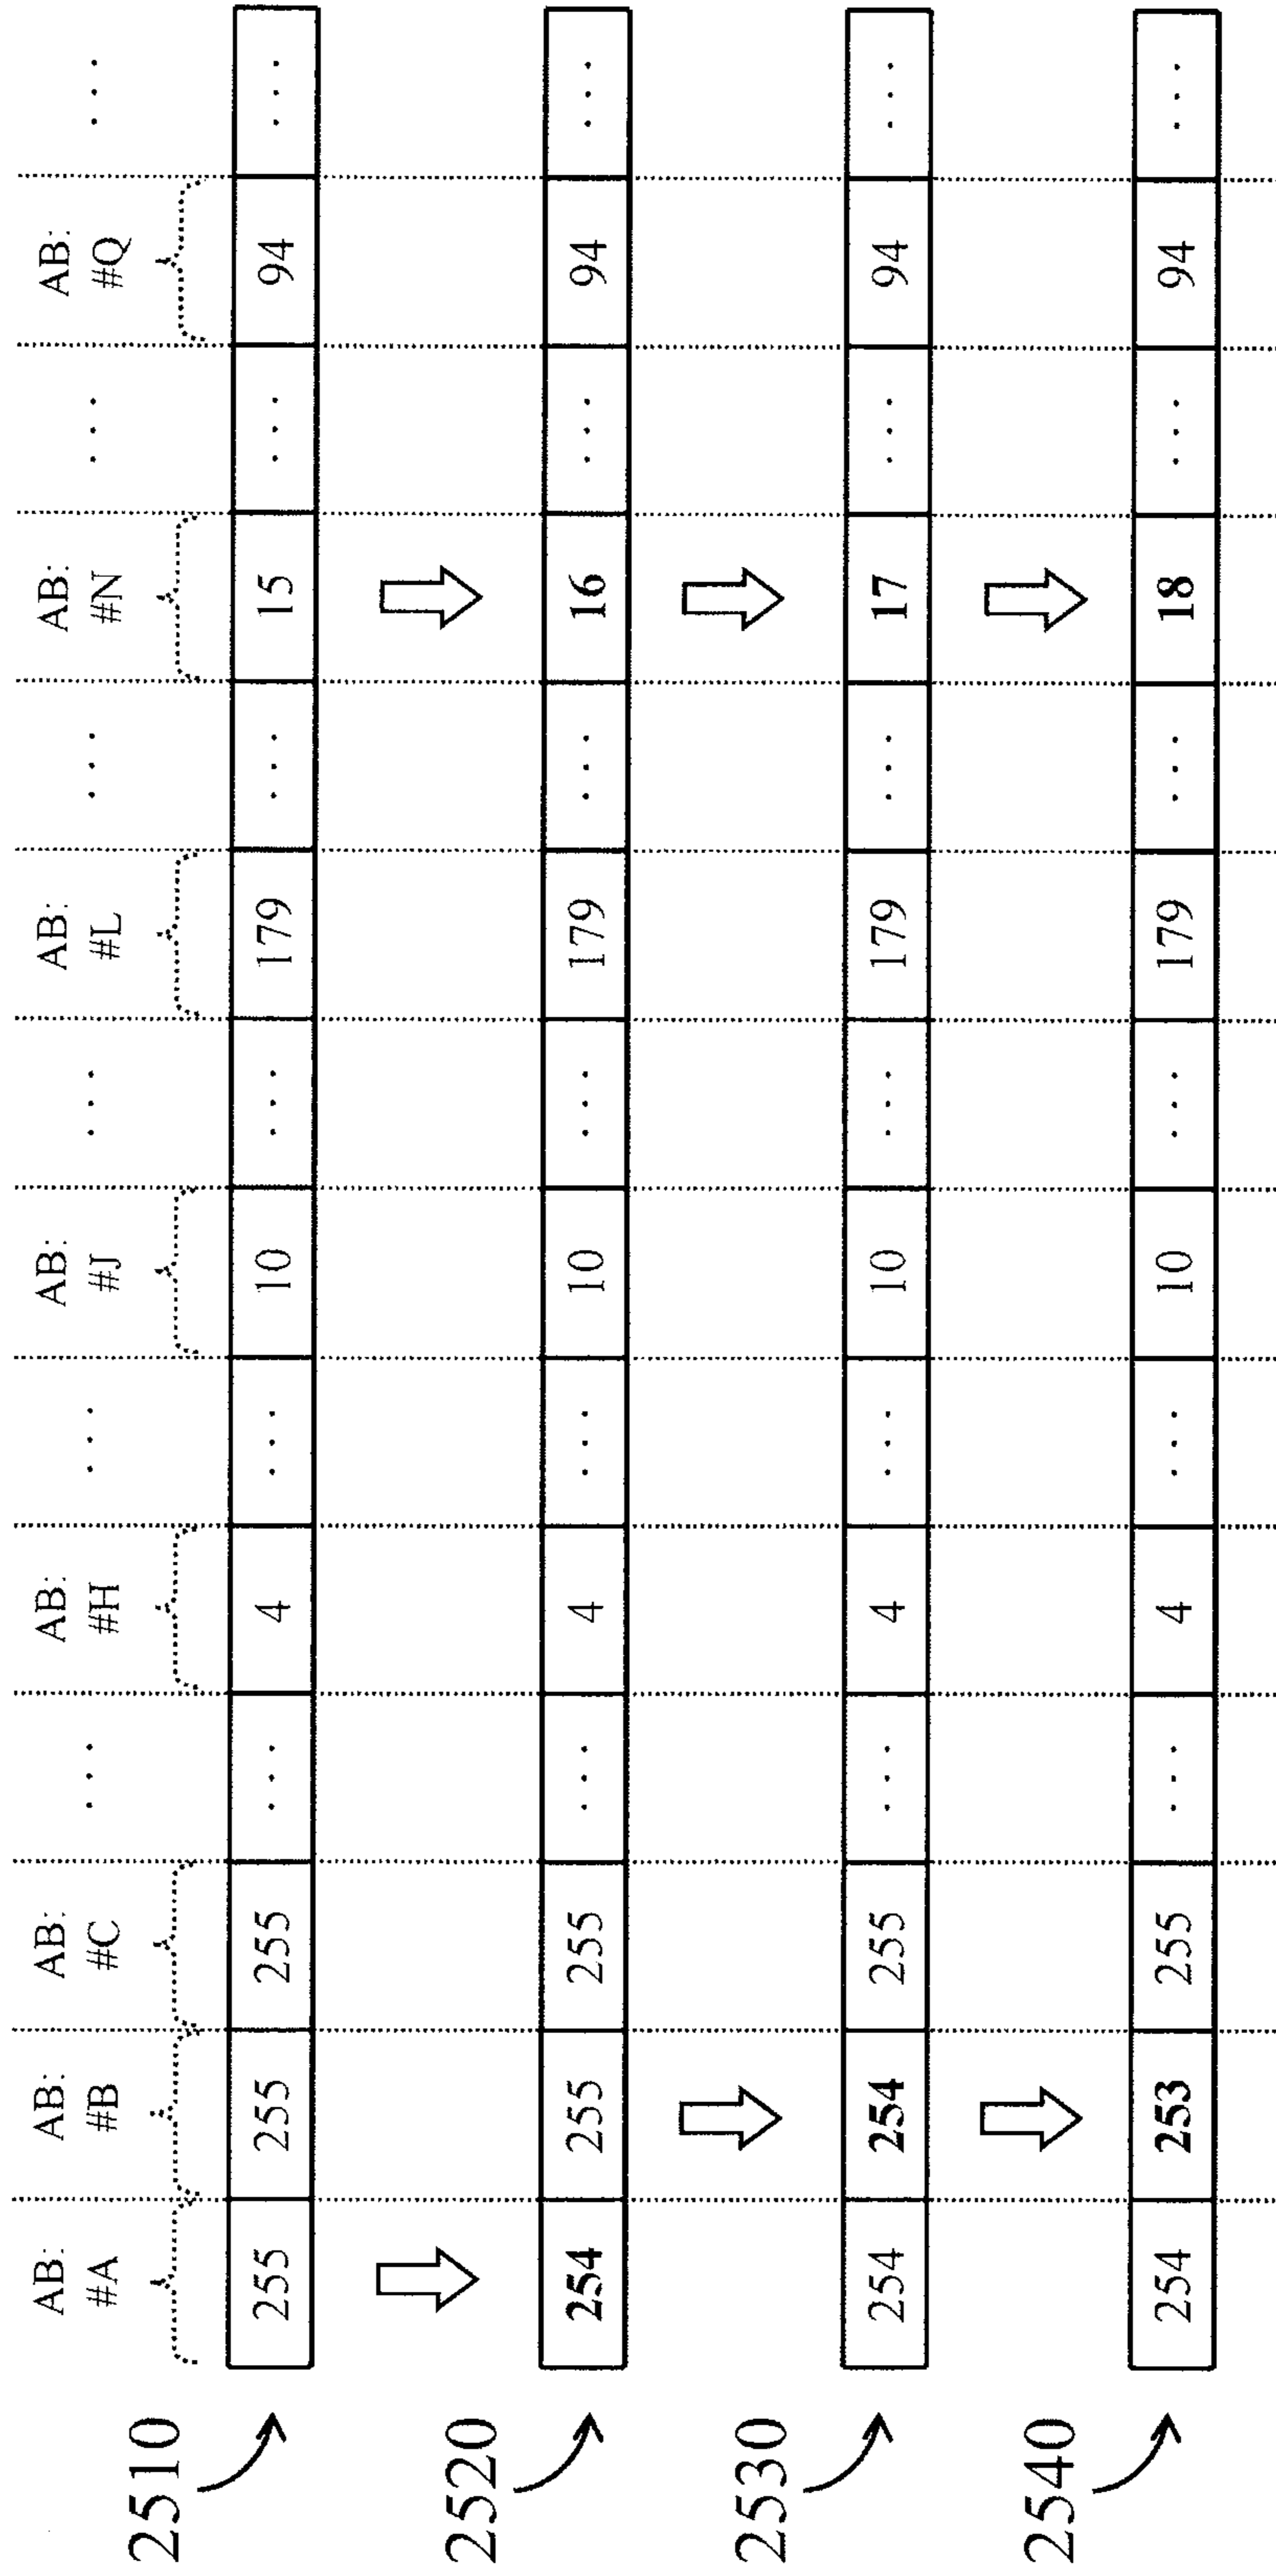 AB: AB: AB: ... AB: ... AB: ... AB: ... AB: ... AB: ...
#A #B #C #H #J #L #N #Q
2510 255 255 255 ... 4 ... 10 ... 179 ... 15 ... 94 ...
2520 254 255 255 ... 4 ... 10 ... 179 ... 16 ... 94 ...
2530 254 254 255 ... 4 ... 10 ... 179 ... 17 ... 94 ...
2540 254 253 255 ... 4 ... 10 ... 179 ... 18 ... 94 ...